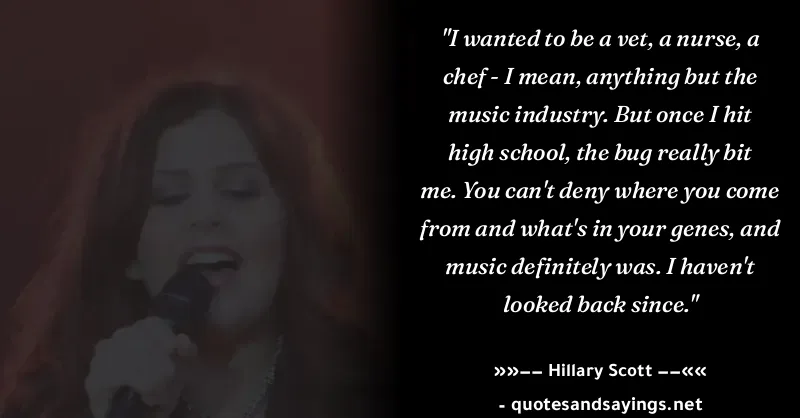 "I wanted to be a vet, a nurse, a
chef - I mean, anything but the
music industry. But once I hit
high school, the bug really bit
me. You can't deny where you come
from and what's in your genes, and
music definitely was. I haven't
looked back since."
»»–– Hillary Scott ––««
- quotesandsayings.net